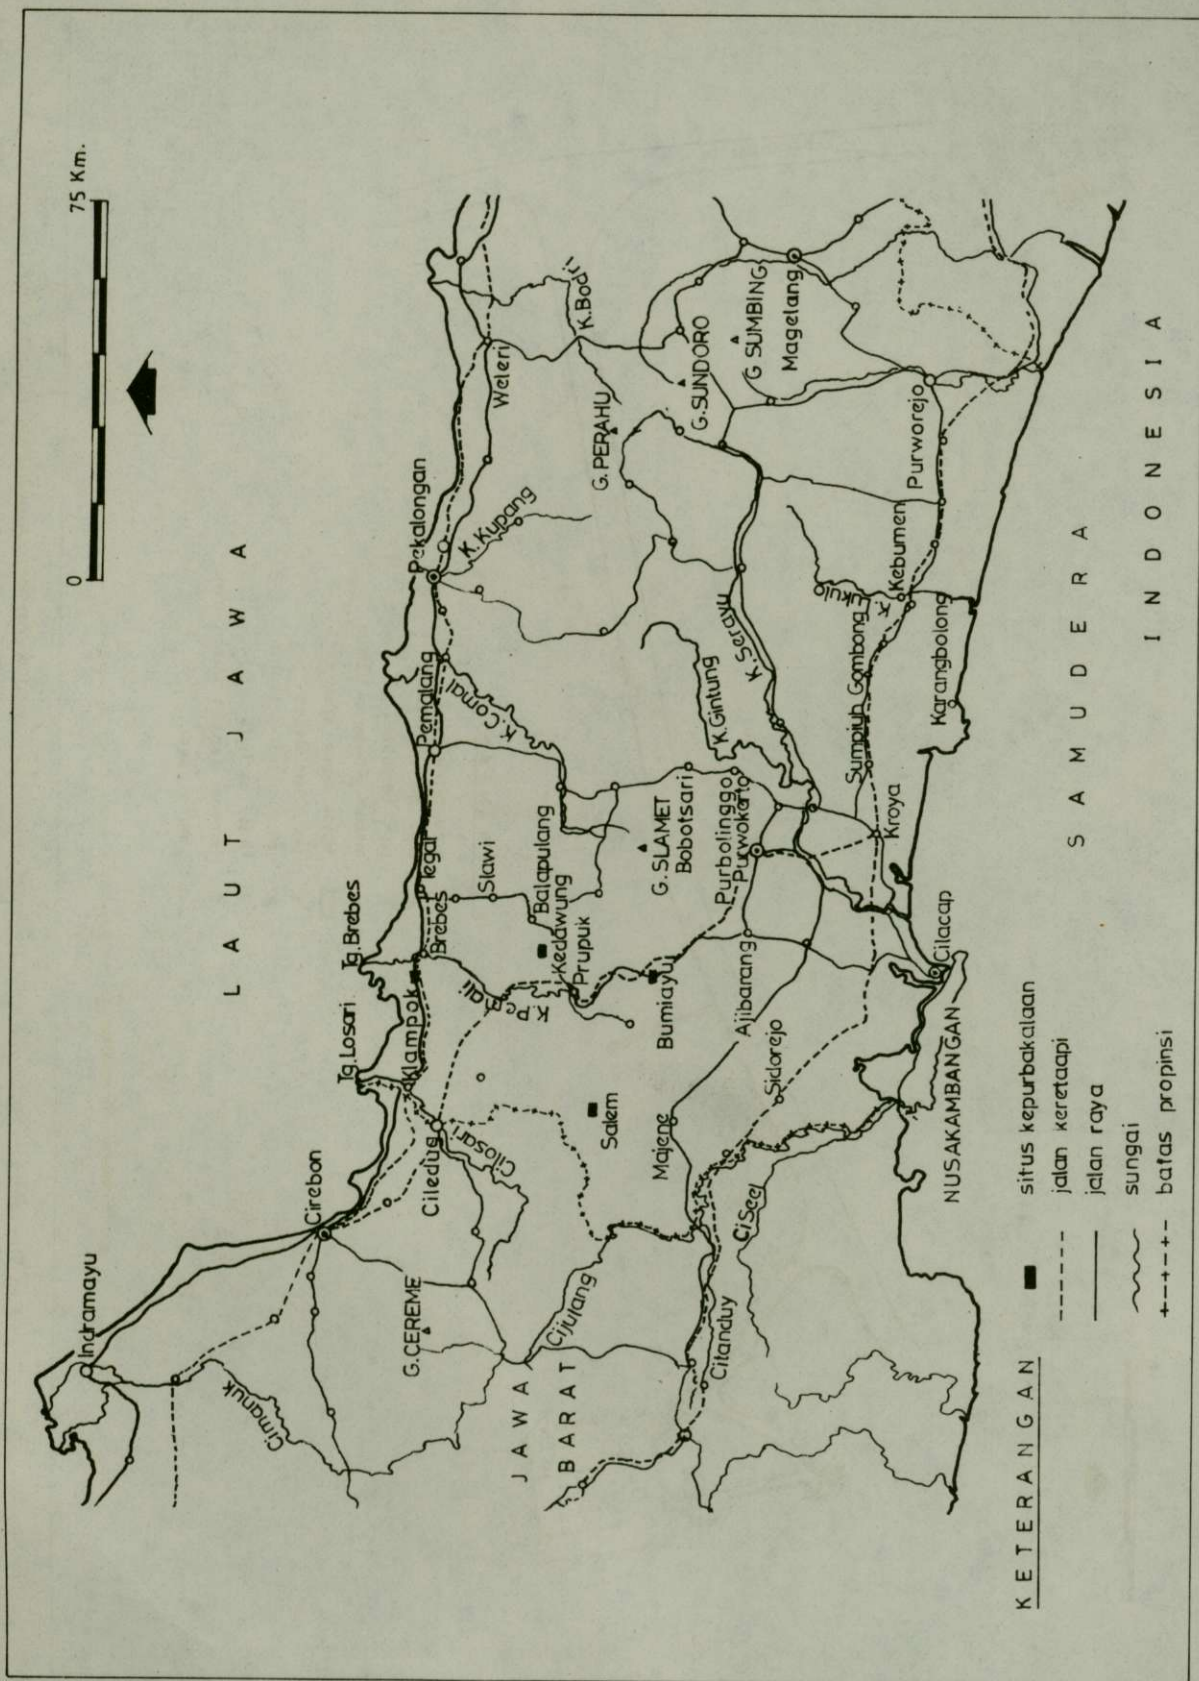 0 75 Km.
LAUT JAWA
Indramayu
Cirebon
Tg. Losari
Tg. Brebes
Klampok
Brebes
Tegal
Pemalang
Pekalongan
Weleri
Cimanuk
G. CEREME
Ciledug
Cilosari
K. Pemali
Slawi
Balapulang
Kedawung
Prupuk
K. Comal
K. Kupang
K. Bodri
G. PERAHU
G. SUNDORO
G SUMBING
Magelang
JAWA
BARAT
Cijulang
Salem
Bumiayu
G. SLAMET
Bobotsari
Purbolinggo
Purwokerto
K. Gintung
K. Serayu
Majene
Ajibarang
Sidorejo
Citanduy
Ci Seel
Kroya
Sumpiuh
Gombong
K. Lukulo
Kebumen
Purworejo
Karangbolong
Cilacap
NUSAKAMBANGAN
SAMUDERA
INDONESIA
KETERANGAN
situs kepurbakalaan
jalan keretaapi
jalan raya
sungai
batas propinsi